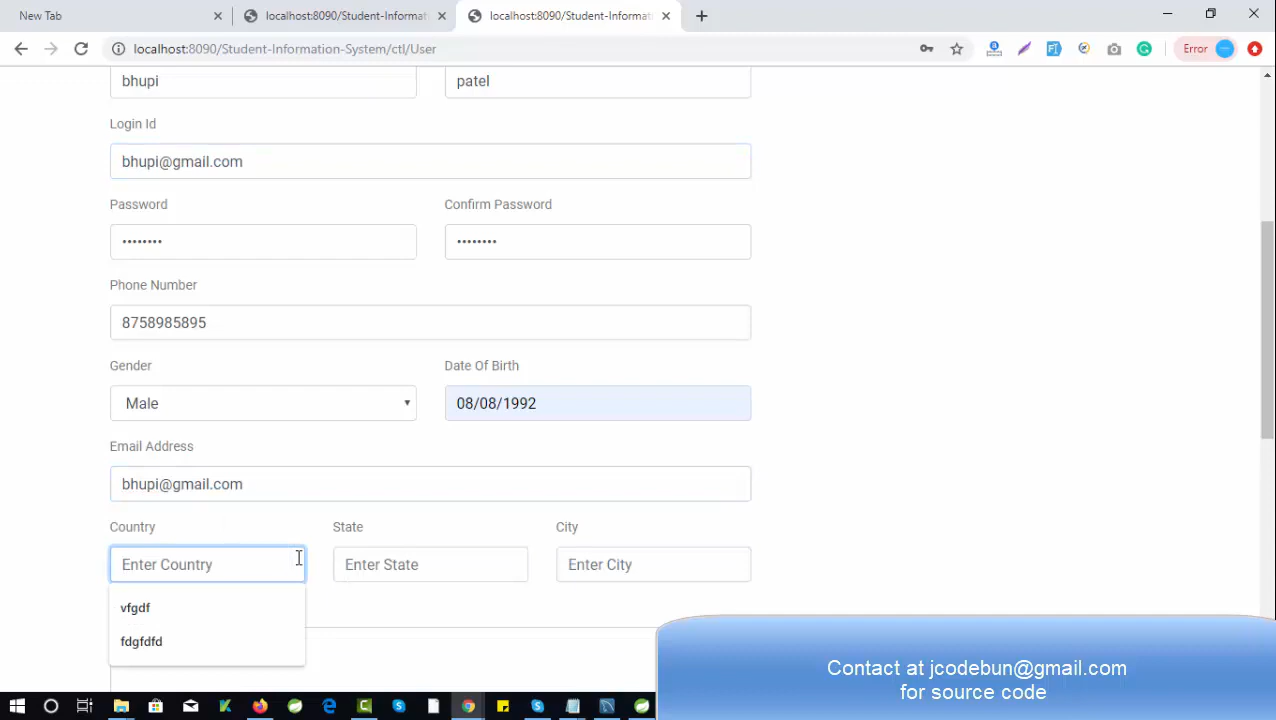 New Tab
localhost:8090/Student-Informat
localhost:8090/Student-Informat
localhost:8090/Student-Information-System/ctl/User
Error
bhupi
patel
Login Id
bhupi@gmail.com
Password
Confirm Password
••••••••
••••••••
Phone Number
8758985895
Gender
Date Of Birth
Male
08/08/1992
Email Address
bhupi@gmail.com
Country
State
City
Enter Country
Enter State
Enter City
vfgdf
fdgfdfd
Contact at jcodebun@gmail.com
for source code